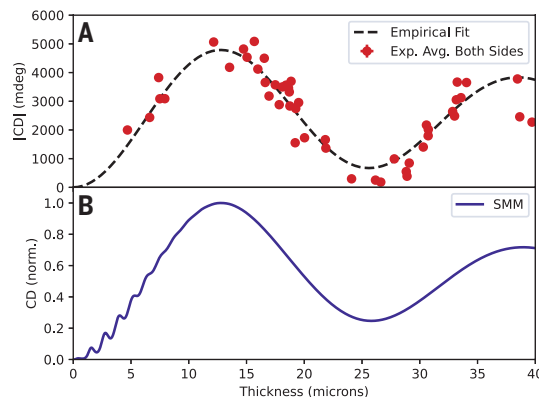 A
6000
5000
4000
3000
2000
1000
0
|CD| (mdeg)
Empirical Fit
Exp. Avg. Both Sides
B
SMM
1.0
0.8
0.6
0.4
0.2
0.0
CD (norm.)
0 5 10 15 20 25 30 35 40
Thickness (microns)